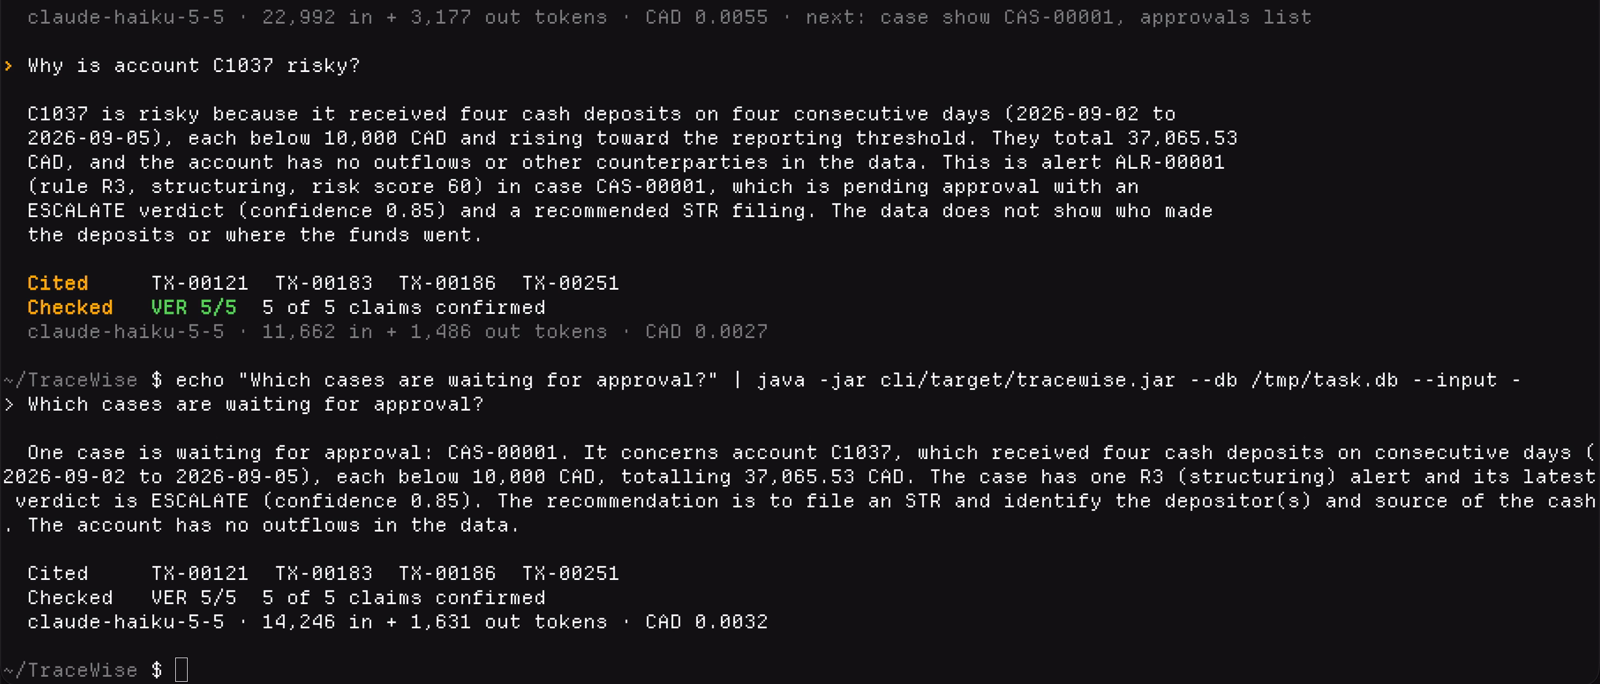 claude-haiku-5-5 · 22,992 in + 3,177 out tokens · CAD 0.0055 · next: case show CAS-00001, approvals list
> Why is account C1037 risky?
C1037 is risky because it received four cash deposits on four consecutive days (2026-09-02 to
2026-09-05), each below 10,000 CAD and rising toward the reporting threshold. They total 37,065.53
CAD, and the account has no outflows or other counterparties in the data. This is alert ALR-00001
(rule R3, structuring, risk score 60) in case CAS-00001, which is pending approval with an
ESCALATE verdict (confidence 0.85) and a recommended STR filing. The data does not show who made
the deposits or where the funds went.
Cited TX-00121 TX-00183 TX-00186 TX-00251
Checked VER 5/5 5 of 5 claims confirmed
claude-haiku-5-5 · 11,662 in + 1,486 out tokens · CAD 0.0027
~/TraceWise $ echo "Which cases are waiting for approval?" | java -jar cli/target/tracewise.jar --db /tmp/task.db --input -
> Which cases are waiting for approval?
One case is waiting for approval: CAS-00001. It concerns account C1037, which received four cash deposits on consecutive days (
2026-09-02 to 2026-09-05), each below 10,000 CAD, totalling 37,065.53 CAD. The case has one R3 (structuring) alert and its latest
verdict is ESCALATE (confidence 0.85). The recommendation is to file an STR and identify the depositor(s) and source of the cash
. The account has no outflows in the data.
Cited TX-00121 TX-00183 TX-00186 TX-00251
Checked VER 5/5 5 of 5 claims confirmed
claude-haiku-5-5 · 14,246 in + 1,631 out tokens · CAD 0.0032
~/TraceWise $